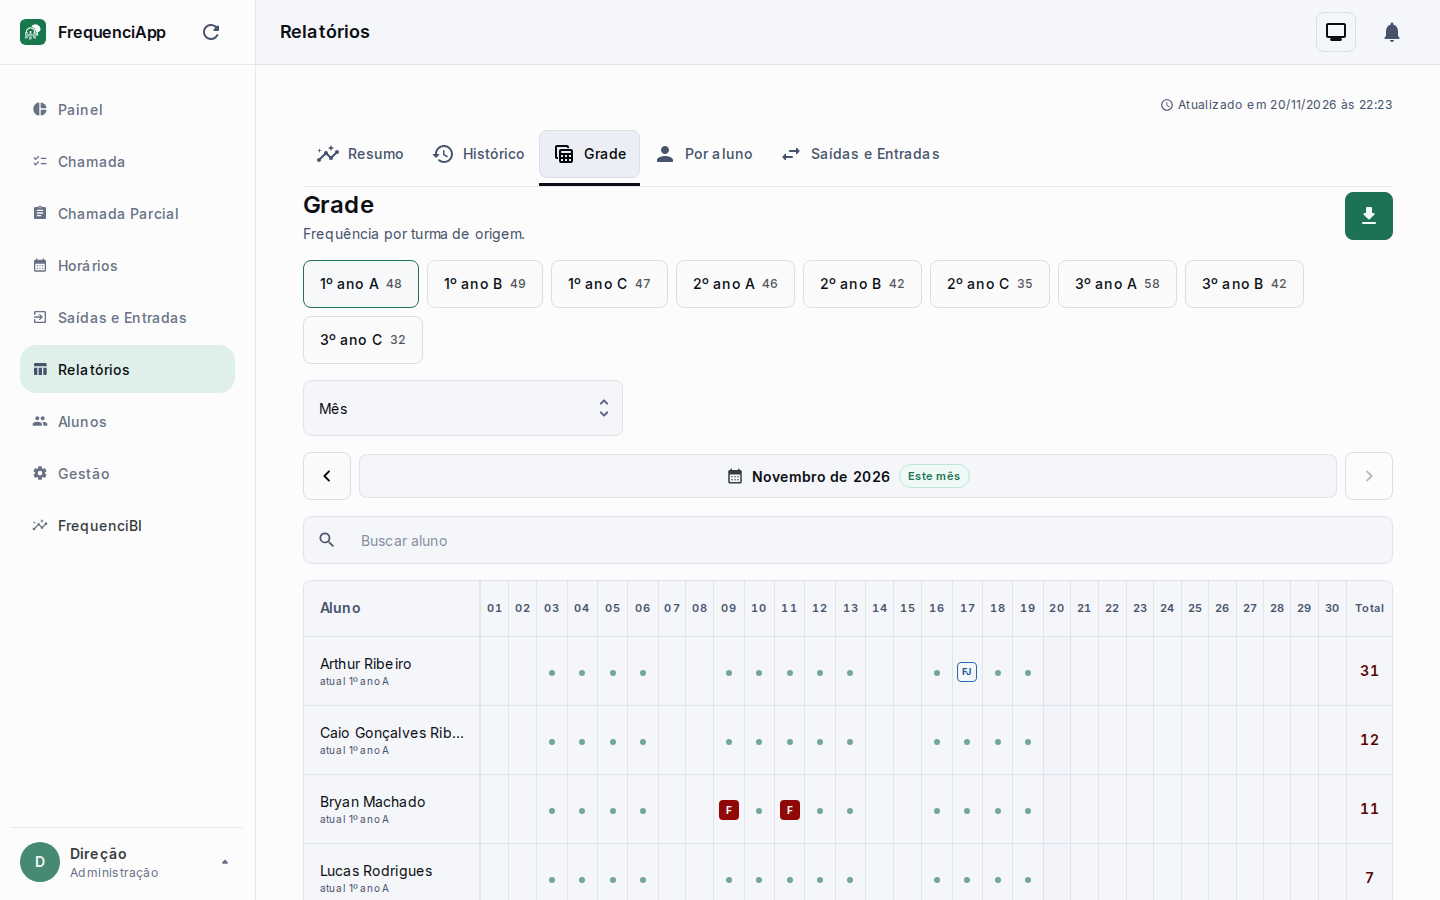 FrequenciApp
Relatórios
Painel
Chamada
Chamada Parcial
Horários
Saídas e Entradas
Relatórios
Alunos
Gestão
FrequenciBI
D
Direção
Administração
Atualizado em 20/11/2026 às 22:23
Resumo Histórico Grade Por aluno Saídas e Entradas
Grade
Frequência por turma de origem.
1º ano A 48 1º ano B 49 1º ano C 47 2º ano A 46 2º ano B 42 2º ano C 35 3º ano A 58 3º ano B 42
3º ano C 32
Mês
Novembro de 2026 Este mês
Buscar aluno
Aluno 01 02 03 04 05 06 07 08 09 10 11 12 13 14 15 16 17 18 19 20 21 22 23 24 25 26 27 28 29 30 Total
Arthur Ribeiro
atual 1º ano A
FJ 31
Caio Gonçalves Rib...
atual 1º ano A
12
Bryan Machado
atual 1º ano A
F F 11
Lucas Rodrigues
atual 1º ano A
7